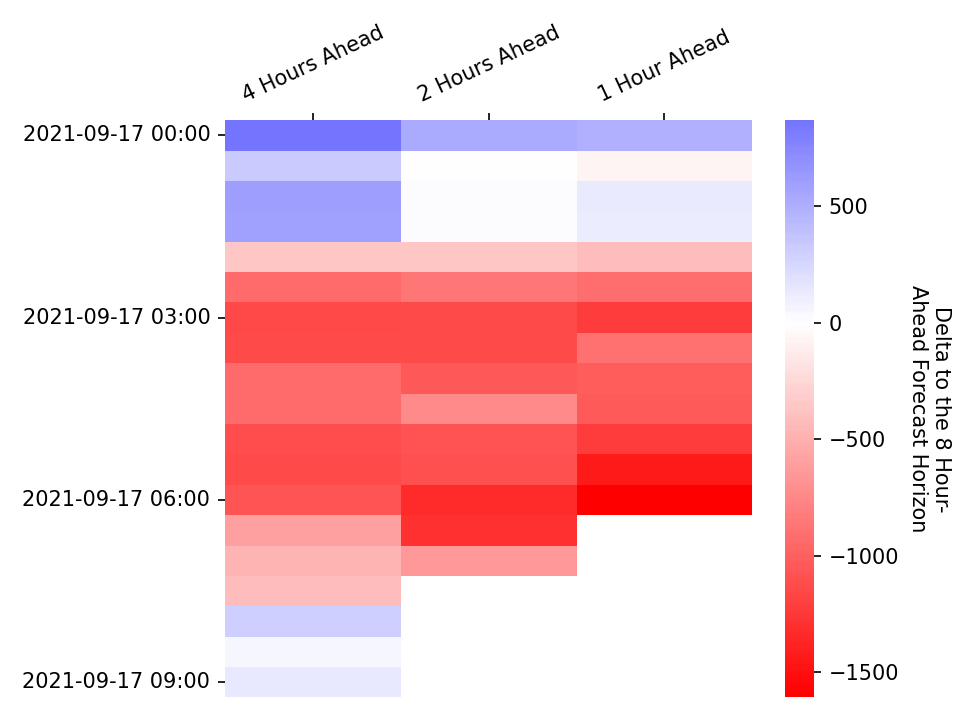 4 Hours Ahead
2 Hours Ahead
1 Hour Ahead
2021-09-17 00:00
2021-09-17 03:00
2021-09-17 06:00
2021-09-17 09:00
500
0
−500
−1000
−1500
Delta to the 8 Hour-
Ahead Forecast Horizon